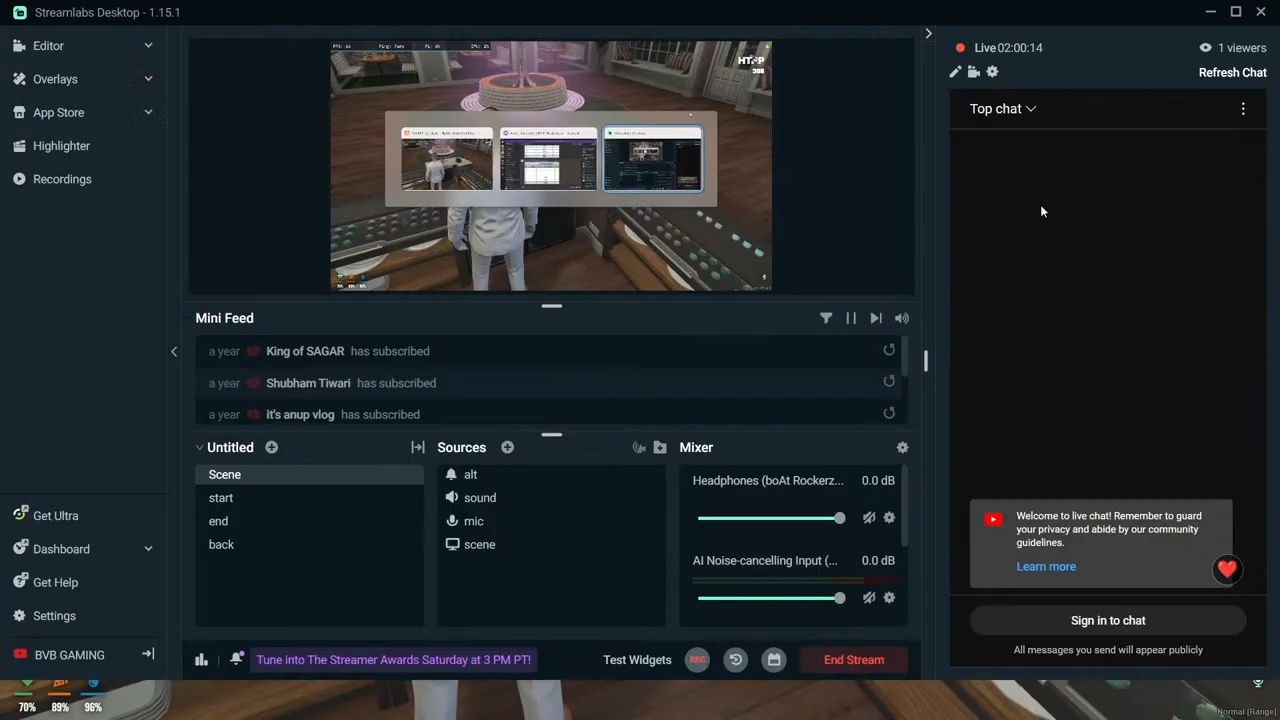 Streamlabs Desktop - 1.15.1
Editor
Overlays
App Store
Highlighter
Recordings
Get Ultra
Dashboard
Get Help
Settings
BVB GAMING
Mini Feed
a year King of SAGAR has subscribed
a year Shubham Tiwari has subscribed
a year it's anup vlog has subscribed
Untitled
Scene
start
end
back
Sources
alt
sound
mic
scene
Mixer
Headphones (boAt Rockerz... 0.0 dB
AI Noise-cancelling Input (... 0.0 dB
Tune into The Streamer Awards Saturday at 3 PM PT!
Test Widgets
REC
End Stream
Live 02:00:14
1 viewers
Refresh Chat
Top chat
Welcome to live chat! Remember to guard
your privacy and abide by our community
guidelines.
Learn more
Sign in to chat
All messages you send will appear publicly
70% 89% 96%
Normal [Range]